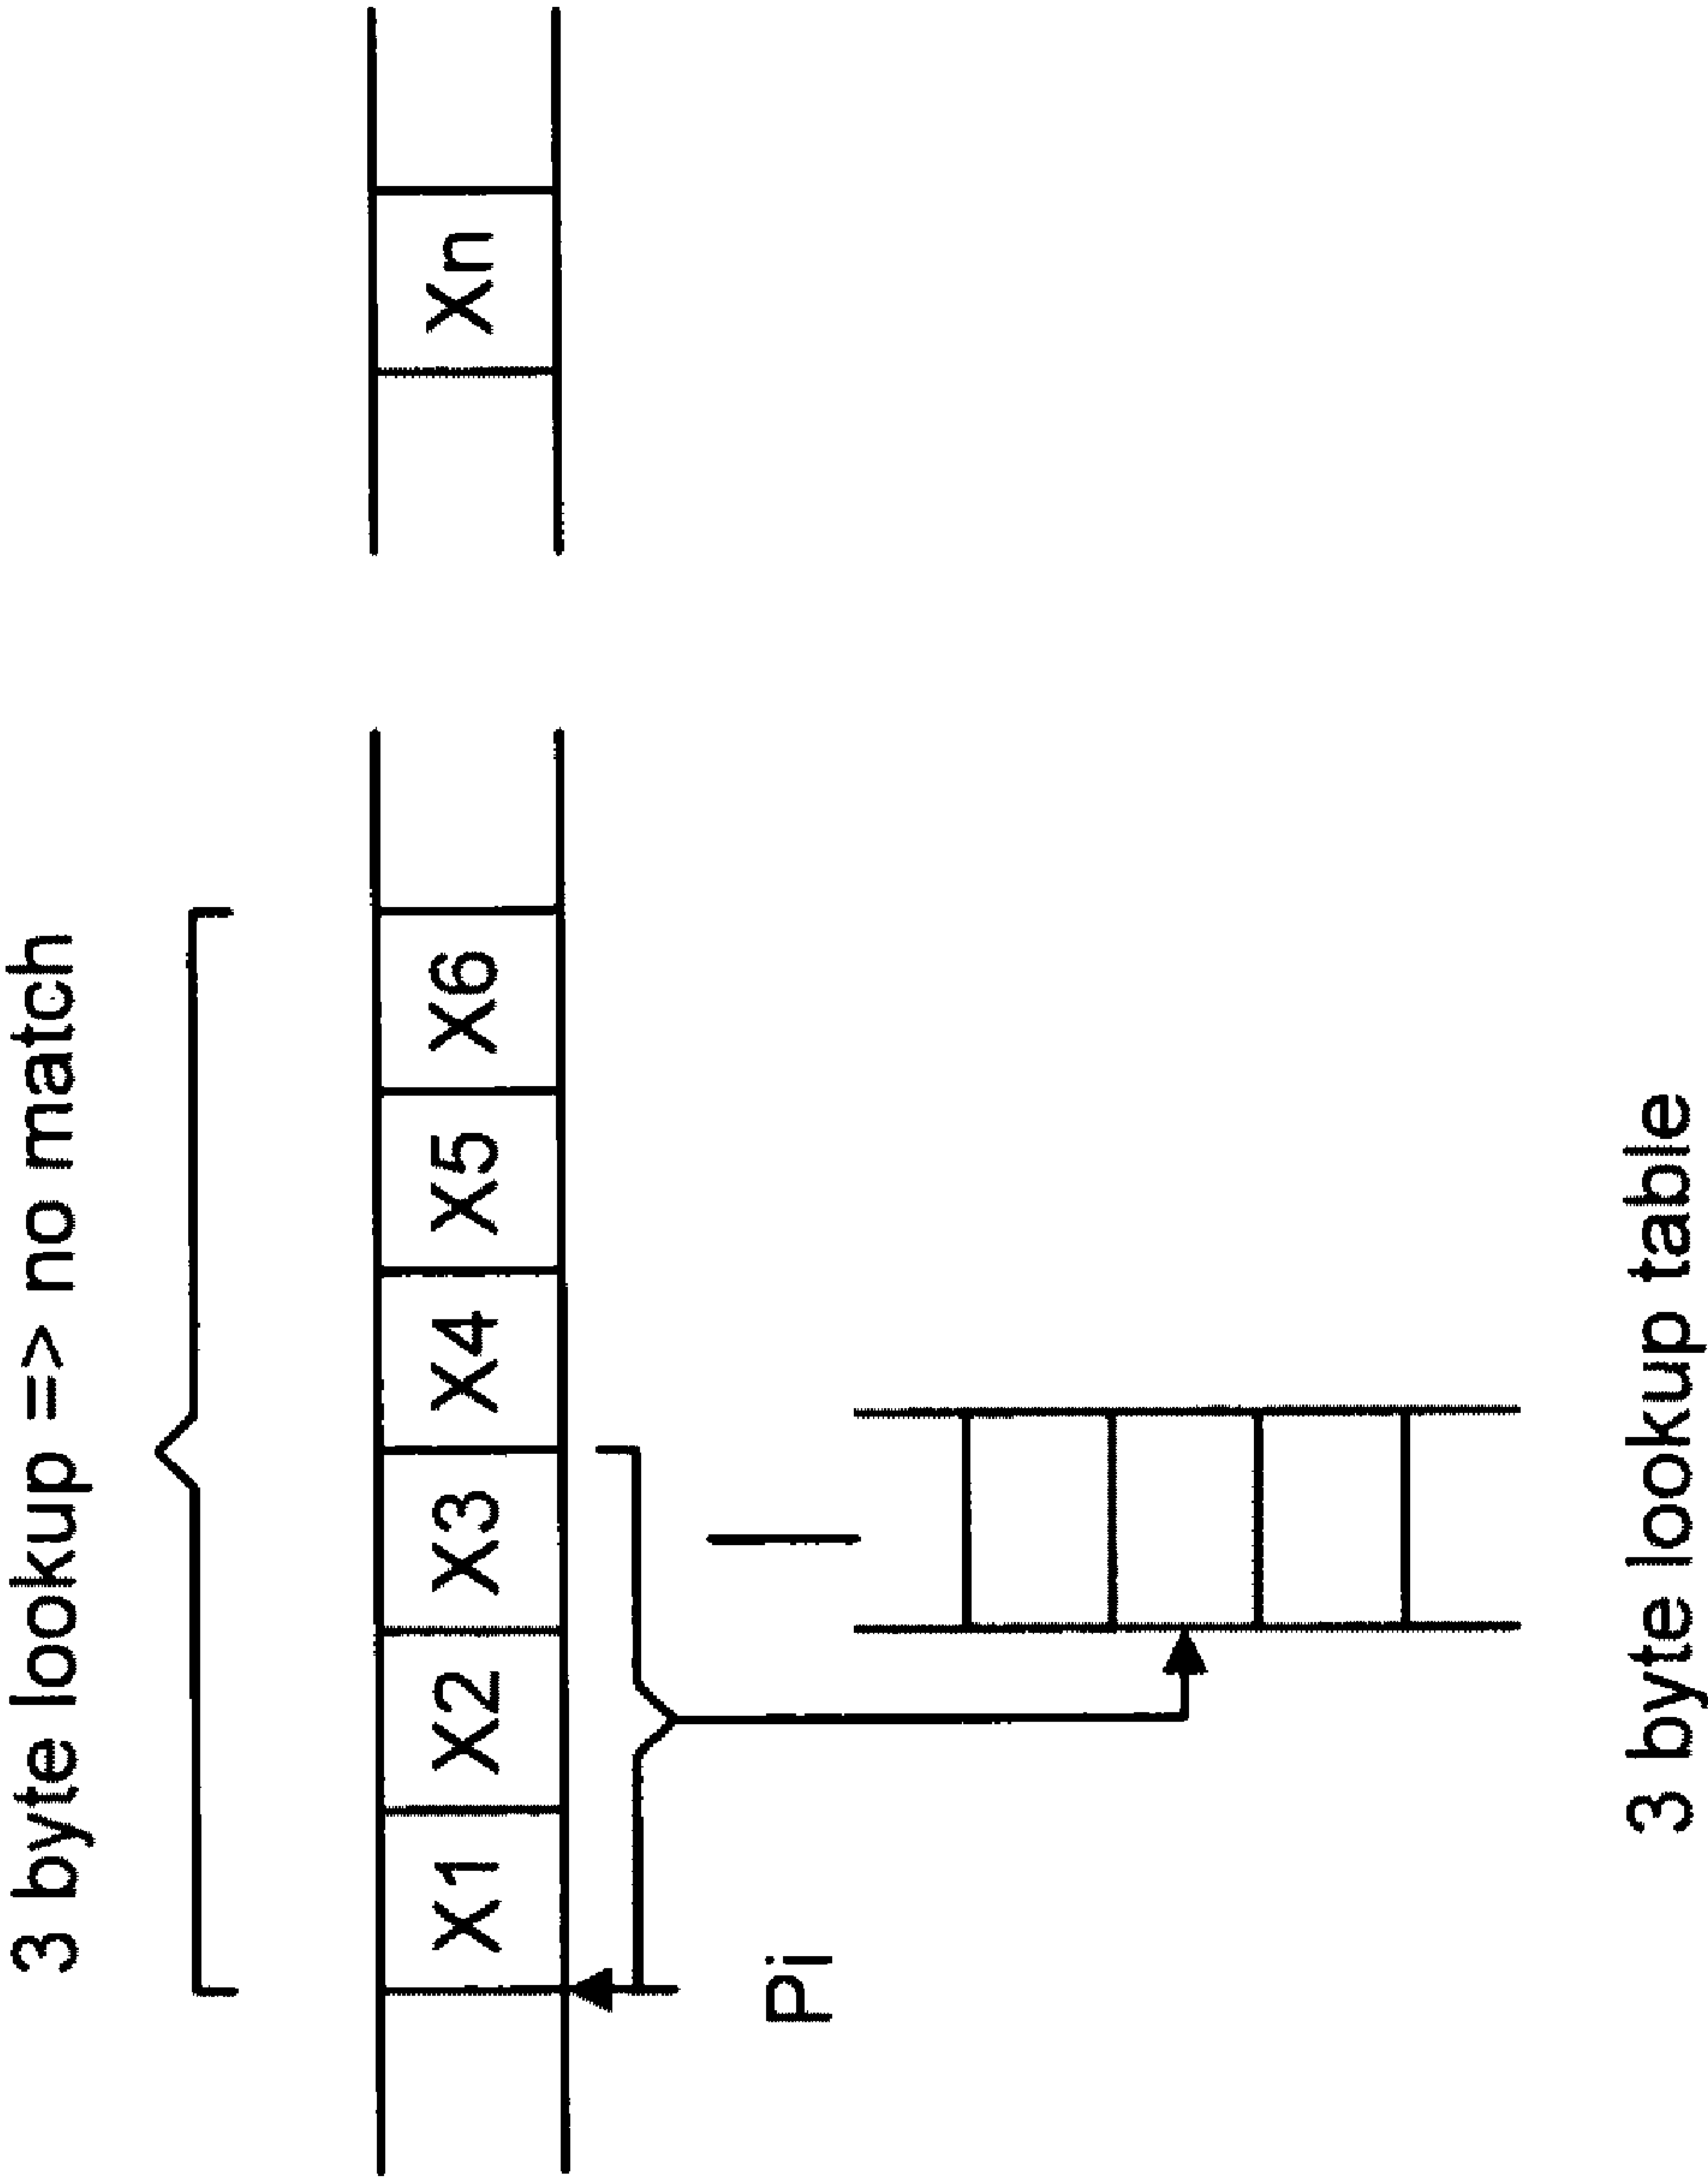 3 byte lookup => no match
X1 X2 X3 X4 X5 X6 Xn
Pi
3 byte lookup table